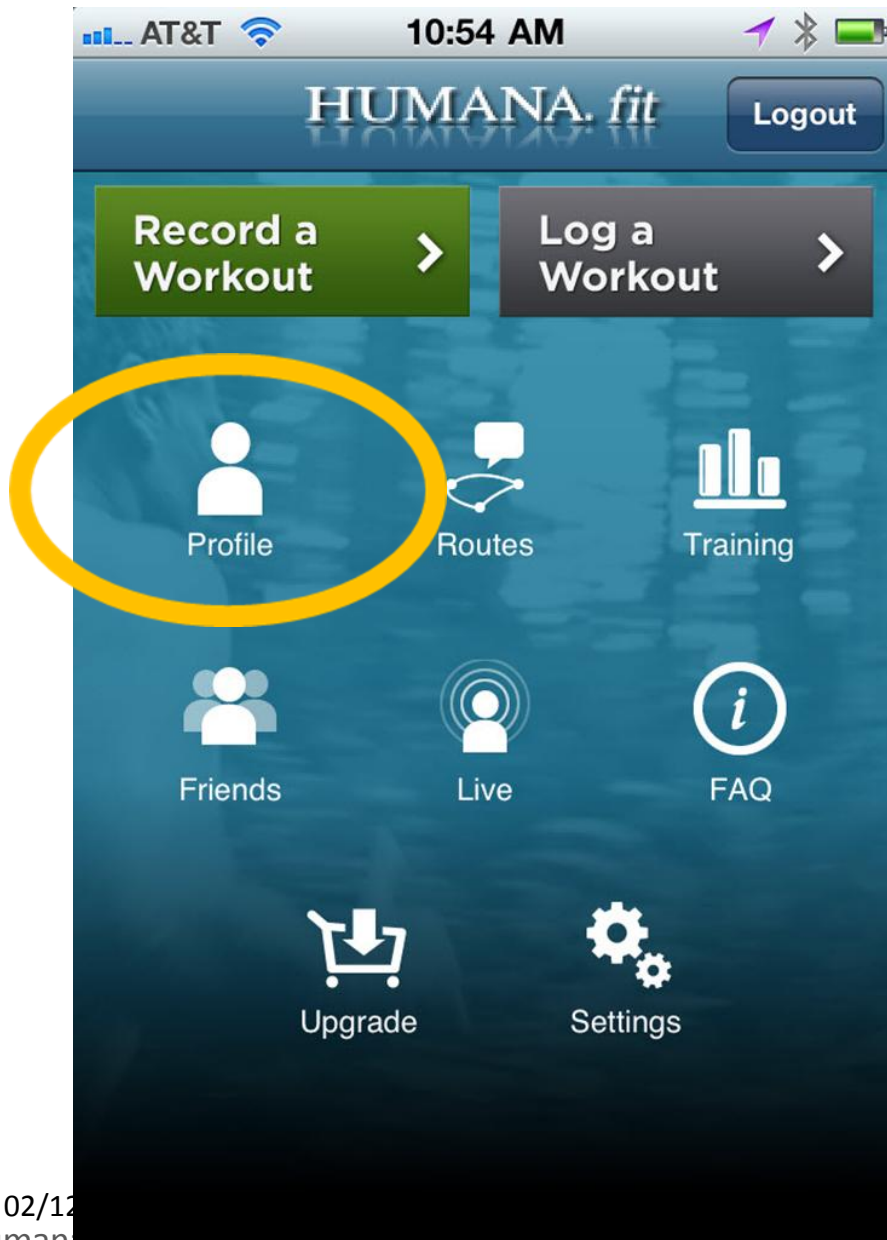 AT&T 10:54 AM
HUMANA. fit Logout
Record a
Workout
Log a
Workout
Profile Routes Training
i
Friends Live FAQ
Upgrade Settings
02/12